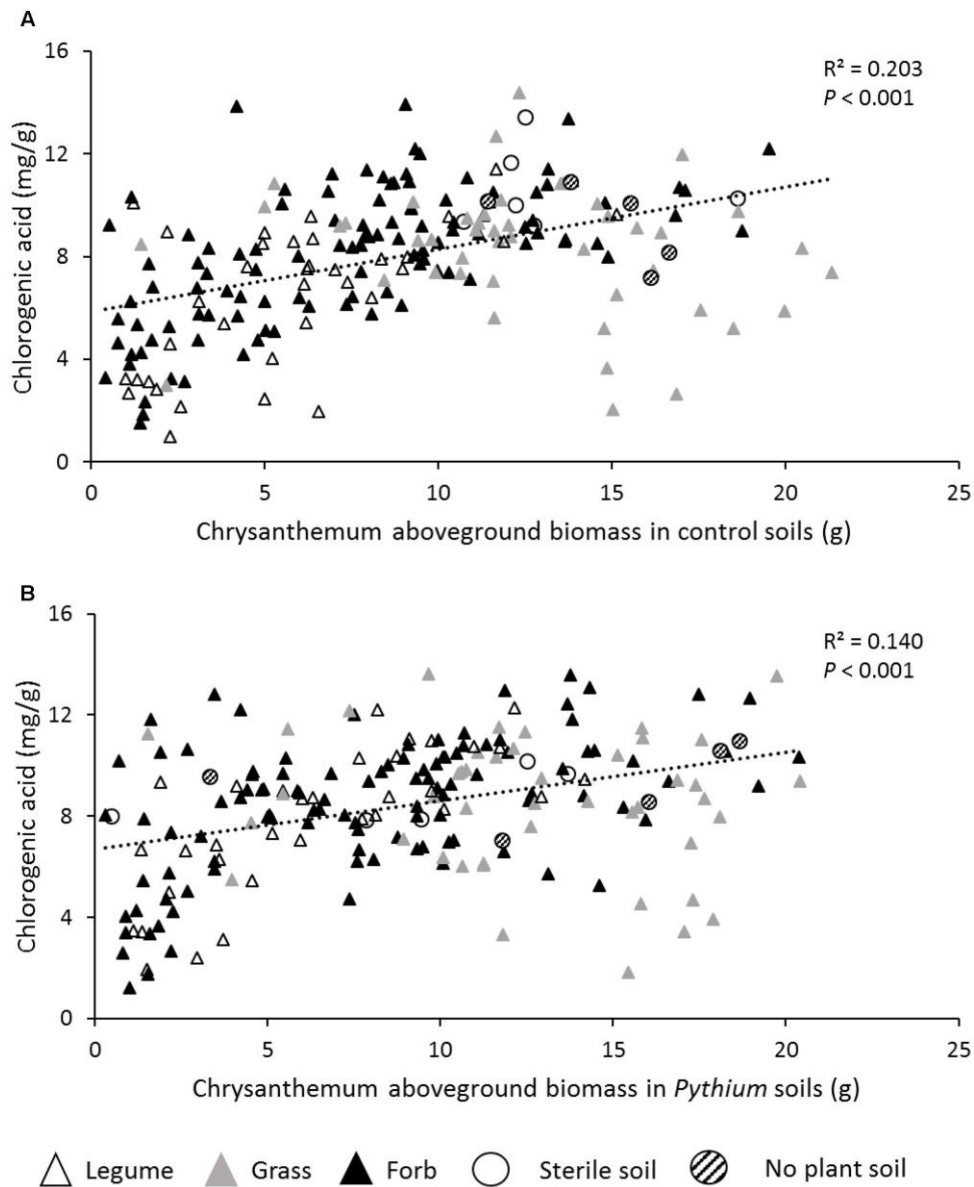 A
16
12
8
4
0
Chlorogenic acid (mg/g)
R² = 0.203
P < 0.001
0 5 10 15 20 25
Chrysanthemum aboveground biomass in control soils (g)
B
16
12
8
4
0
Chlorogenic acid (mg/g)
R² = 0.140
P < 0.001
0 5 10 15 20 25
Chrysanthemum aboveground biomass in Pythium soils (g)
Legume Grass Forb Sterile soil No plant soil